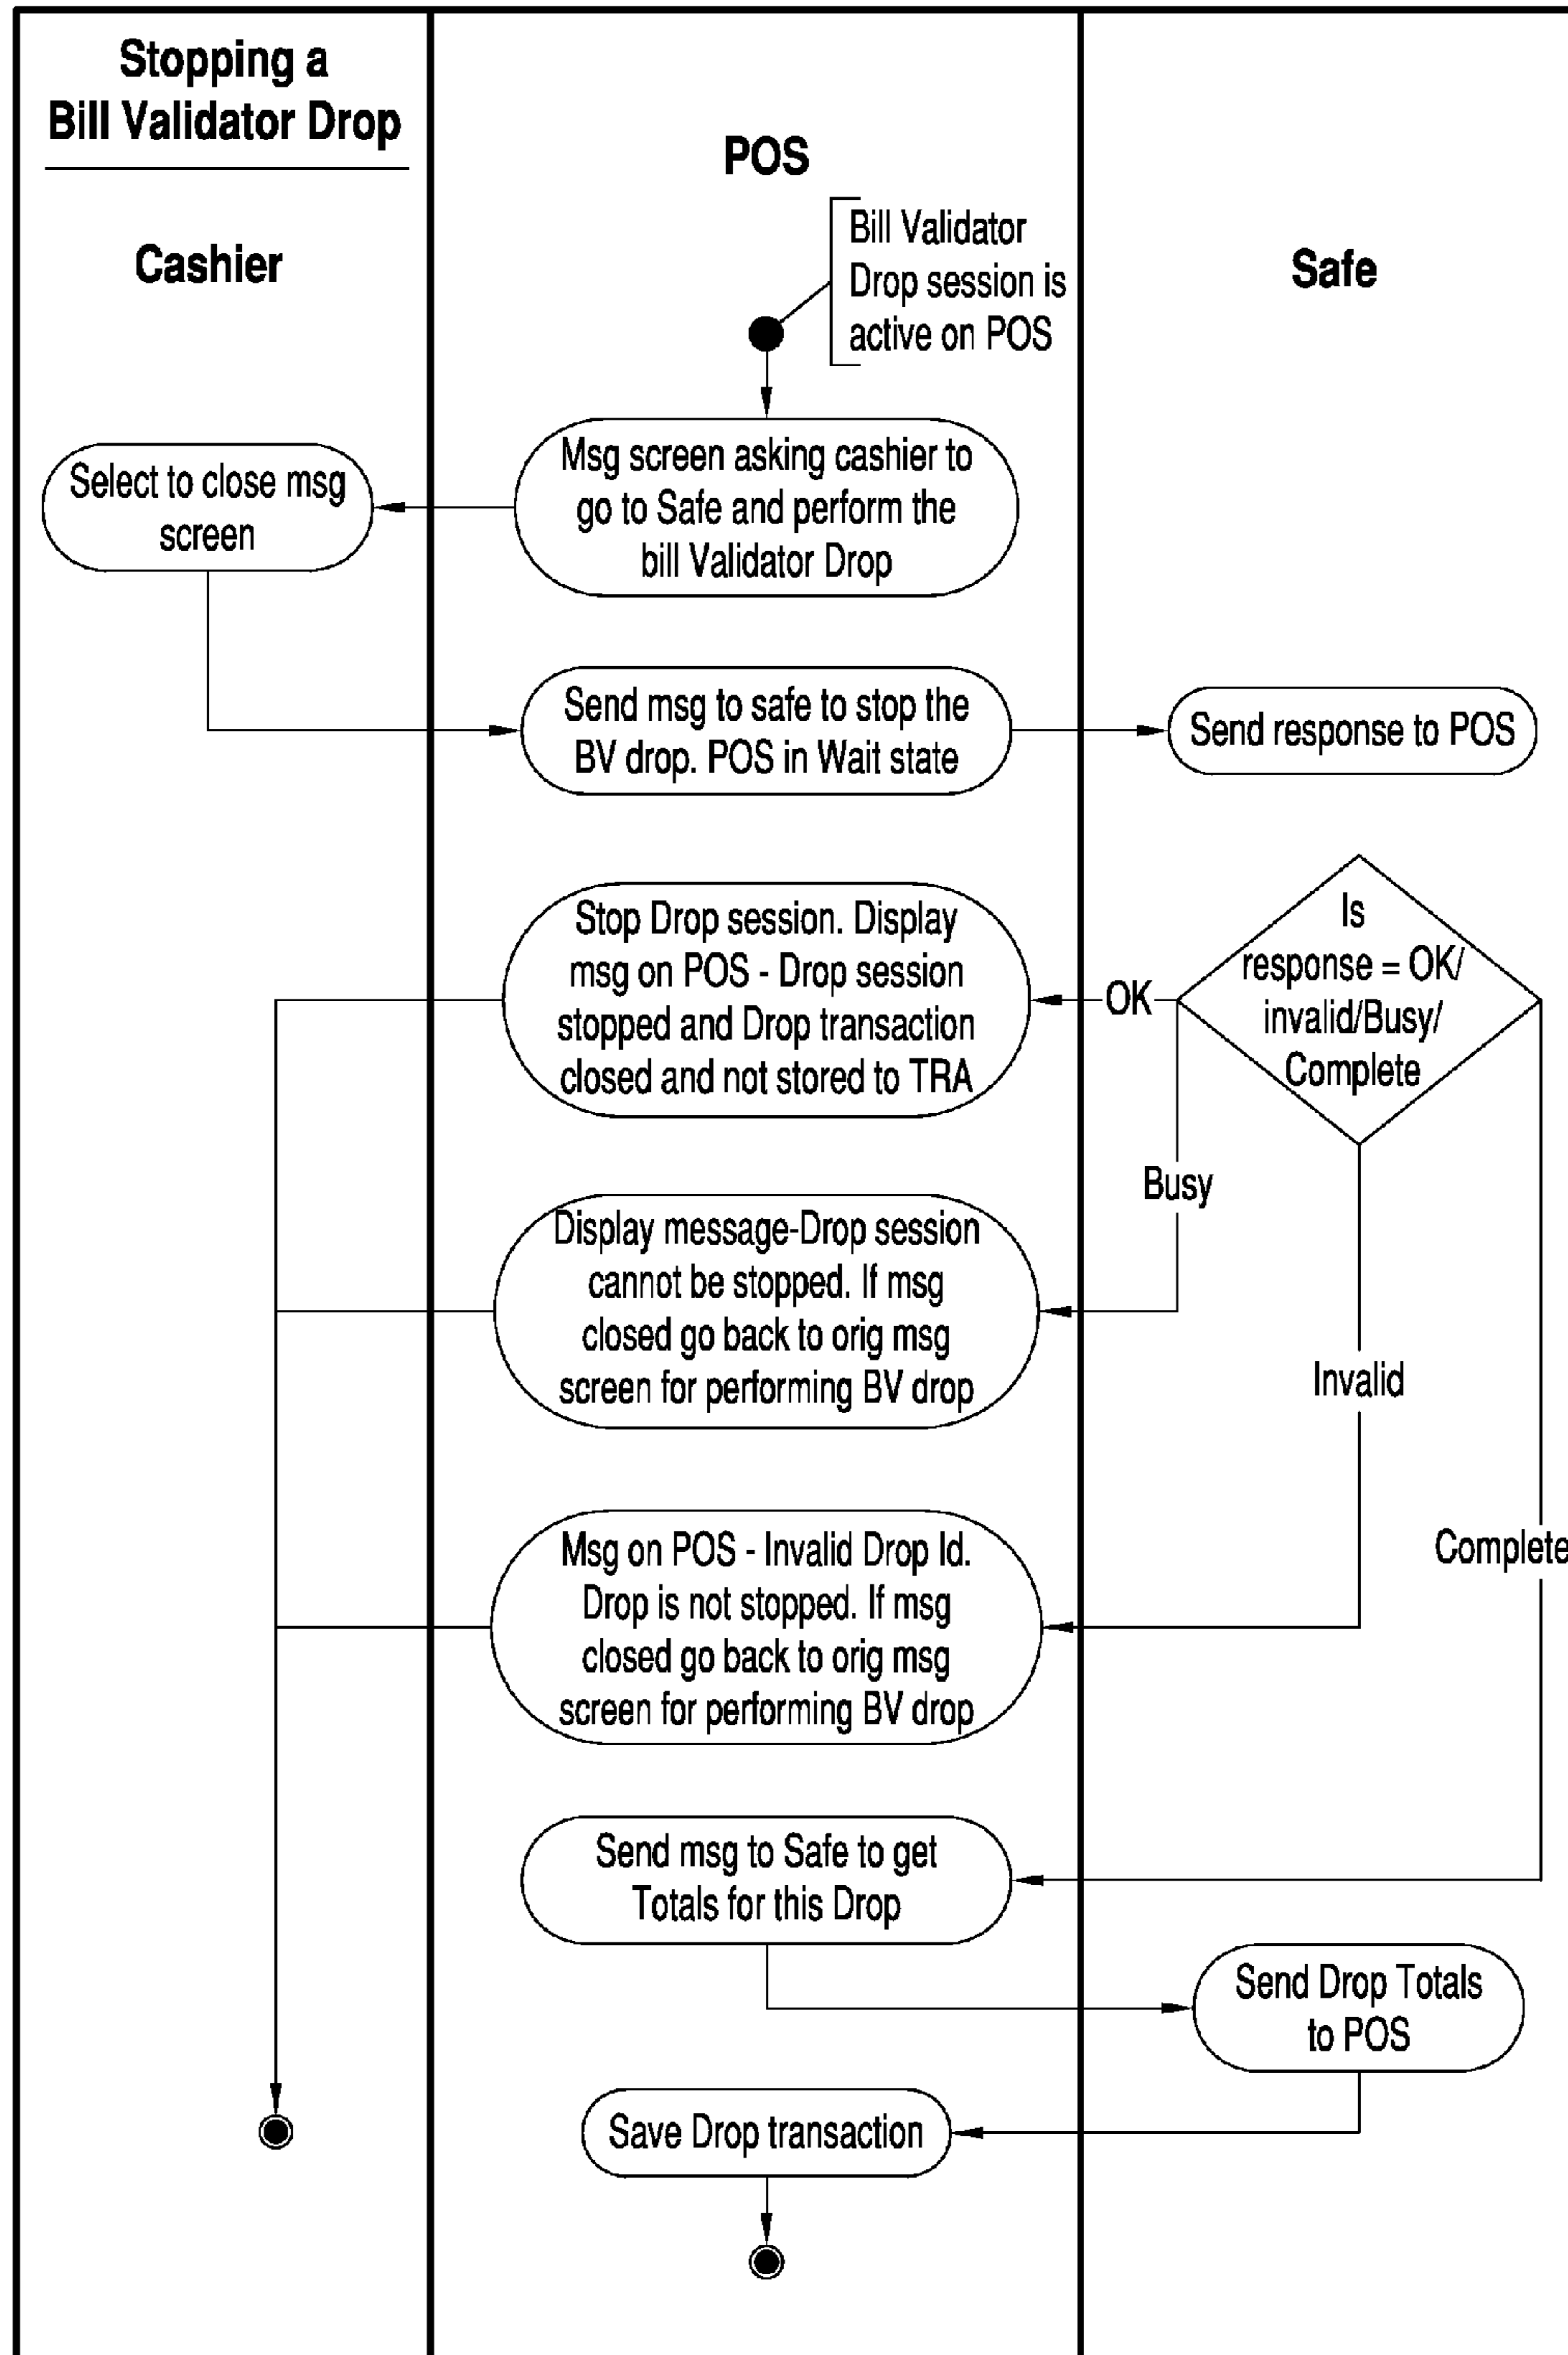 Stopping a
Bill Validator Drop
Cashier
POS
Safe
Bill Validator
Drop session is
active on POS
Msg screen asking cashier to
go to Safe and perform the
bill Validator Drop
Select to close msg
screen
Send msg to safe to stop the
BV drop. POS in Wait state
Send response to POS
Is
response = OK/
invalid/Busy/
Complete
OK
Stop Drop session. Display
msg on POS - Drop session
stopped and Drop transaction
closed and not stored to TRA
Busy
Display message-Drop session
cannot be stopped. If msg
closed go back to orig msg
screen for performing BV drop
Invalid
Msg on POS - Invalid Drop Id.
Drop is not stopped. If msg
closed go back to orig msg
screen for performing BV drop
Complete
Send msg to Safe to get
Totals for this Drop
Send Drop Totals
to POS
Save Drop transaction